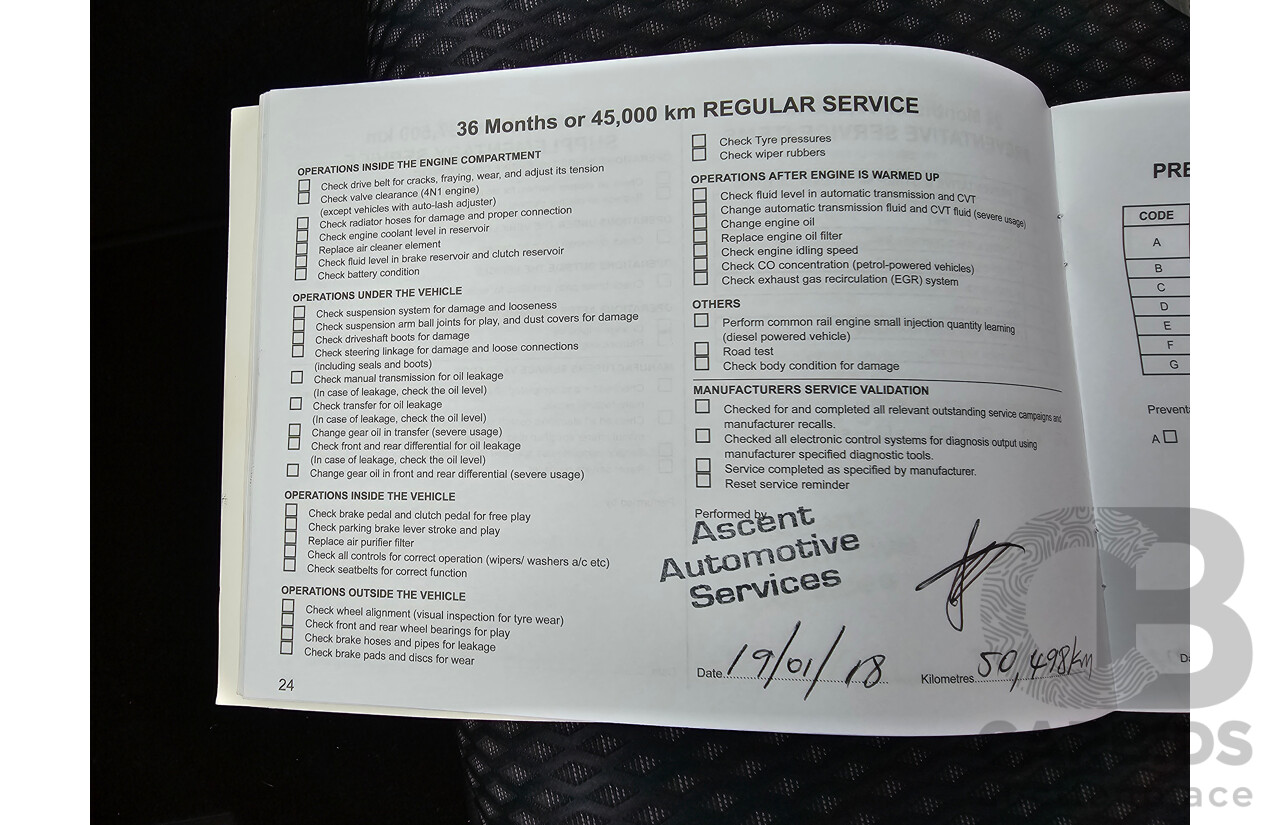 36 Months or 45,000 km REGULAR SERVICE
OPERATIONS INSIDE THE ENGINE COMPARTMENT
Check drive belt for cracks, fraying, wear, and adjust its tension
Check valve clearance (4N1 engine)
(except vehicles with auto-lash adjuster)
Check radiator hoses for damage and proper connection
Check engine coolant level in reservoir
Replace air cleaner element
Check fluid level in brake reservoir and clutch reservoir
Check battery condition
OPERATIONS UNDER THE VEHICLE
Check suspension system for damage and looseness
Check suspension arm ball joints for play, and dust covers for damage
Check driveshaft boots for damage
Check steering linkage for damage and loose connections
(including seals and boots)
Check manual transmission for oil leakage
(In case of leakage, check the oil level)
Check transfer for oil leakage
(In case of leakage, check the oil level)
Change gear oil in transfer (severe usage)
Check front and rear differential for oil leakage
(In case of leakage, check the oil level)
Change gear oil in front and rear differential (severe usage)
OPERATIONS INSIDE THE VEHICLE
Check brake pedal and clutch pedal for free play
Check parking brake lever stroke and play
Replace air purifier filter
Check all controls for correct operation (wipers/ washers a/c etc)
Check seatbelts for correct function
OPERATIONS OUTSIDE THE VEHICLE
Check wheel alignment (visual inspection for tyre wear)
Check front and rear wheel bearings for play
Check brake hoses and pipes for leakage
Check brake pads and discs for wear
24
Check Tyre pressures
Check wiper rubbers
OPERATIONS AFTER ENGINE IS WARMED UP
Check fluid level in automatic transmission and CVT
Change automatic transmission fluid and CVT fluid (severe usage)
Change engine oil
Replace engine oil filter
Check engine idling speed
Check CO concentration (petrol-powered vehicles)
Check exhaust gas recirculation (EGR) system
OTHERS
Perform common rail engine small injection quantity learning
(diesel powered vehicle)
Road test
Check body condition for damage
MANUFACTURERS SERVICE VALIDATION
Checked for and completed all relevant outstanding service campaigns and
manufacturer recalls.
Checked all electronic control systems for diagnosis output using
manufacturer specified diagnostic tools.
Service completed as specified by manufacturer.
Reset service reminder
Performed by
Ascent
Automotive
Services
Date 19/01/18 Kilometres 50,498km
PRE
CODE
A
B
C
D
E
F
G
Prevent
A
Da
CB